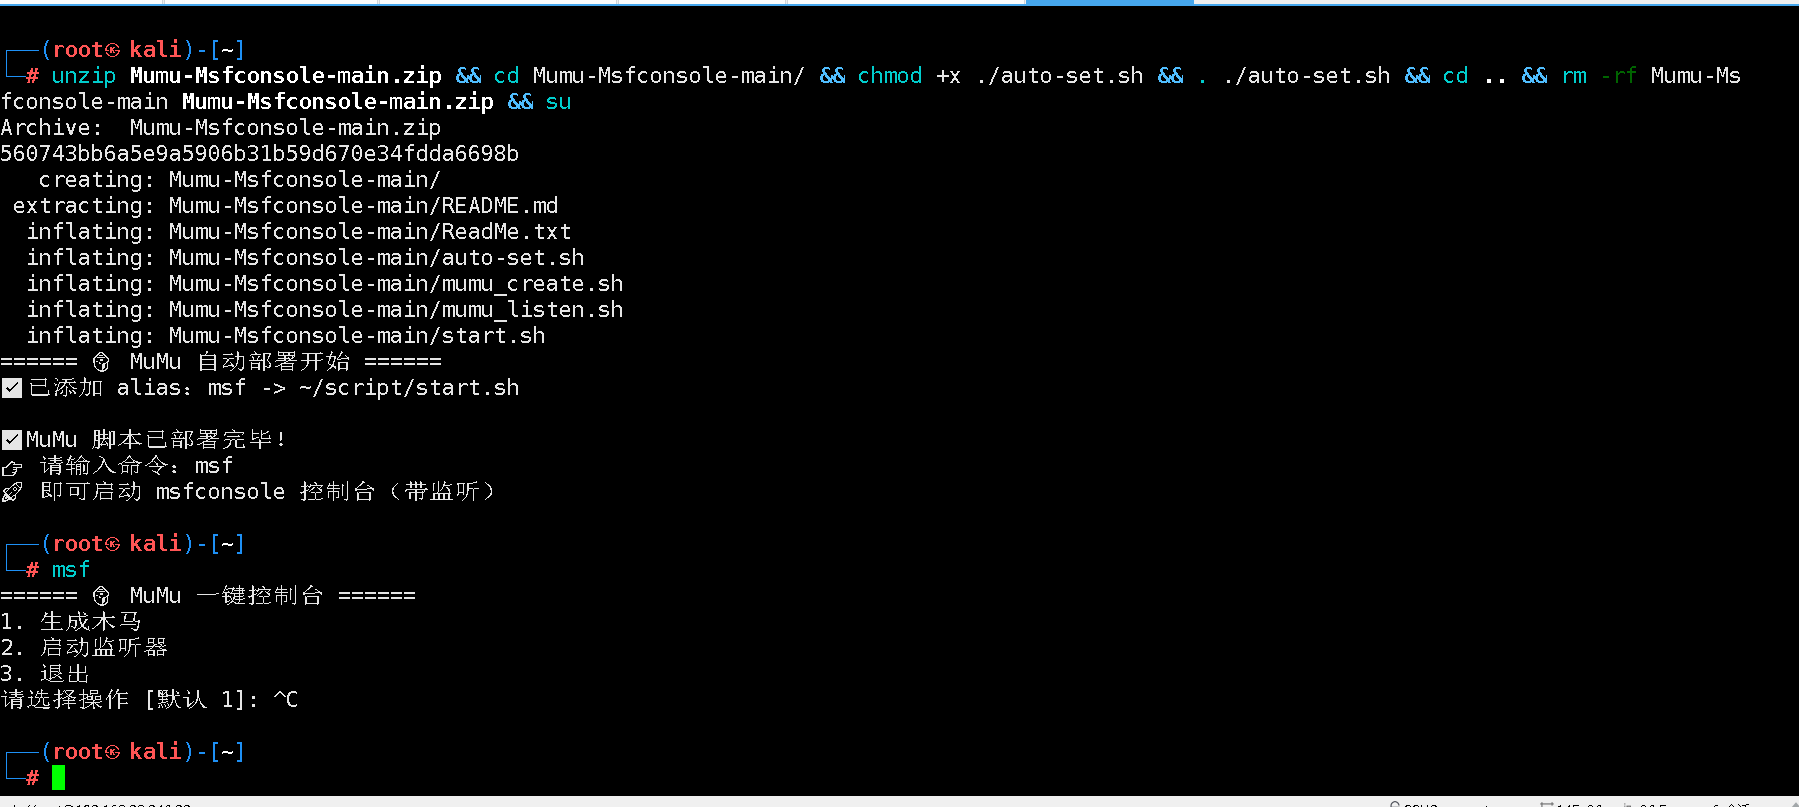 ┌──(root㉿kali)-[~]
└─# unzip Mumu-Msfconsole-main.zip && cd Mumu-Msfconsole-main/ && chmod +x ./auto-set.sh && . ./auto-set.sh && cd .. && rm -rf Mumu-Ms
fconsole-main Mumu-Msfconsole-main.zip && su
Archive:  Mumu-Msfconsole-main.zip
560743bb6a5e9a5906b31b59d670e34fdda6698b
   creating: Mumu-Msfconsole-main/
 extracting: Mumu-Msfconsole-main/README.md
  inflating: Mumu-Msfconsole-main/ReadMe.txt
  inflating: Mumu-Msfconsole-main/auto-set.sh
  inflating: Mumu-Msfconsole-main/mumu_create.sh
  inflating: Mumu-Msfconsole-main/mumu_listen.sh
  inflating: Mumu-Msfconsole-main/start.sh
====== MuMu 自动部署开始 ======
✅已添加 alias: msf -> ~/script/start.sh
✅MuMu 脚本已部署完毕!
👉 请输入命令: msf
🚀 即可启动 msfconsole 控制台（带监听）
┌──(root㉿kali)-[~]
└─# msf
====== MuMu 一键控制台 ======
1. 生成木马
2. 启动监听器
3. 退出
请选择操作 [默认 1]: ^C
┌──(root㉿kali)-[~]
└─#